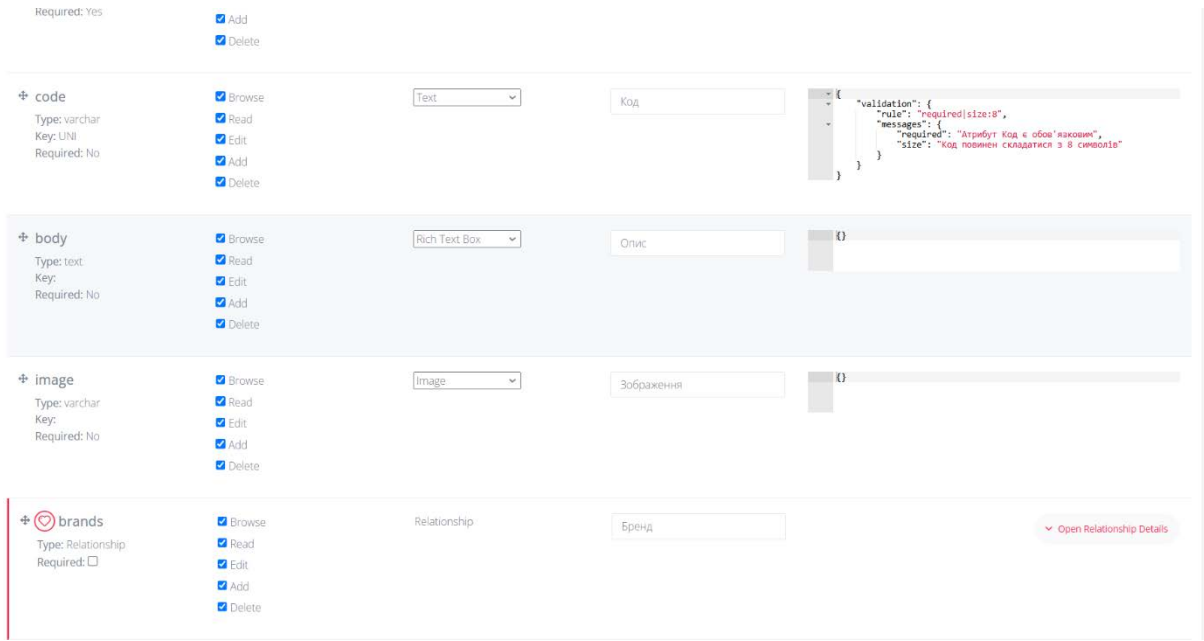 Required: Yes
Add
Delete
code
Type: varchar
Key: UNI
Required: No
Browse
Read
Edit
Add
Delete
Text
Код
{
"validation": {
"rule": "required|size:8",
"messages": {
"required": "Атрибут Код є обов'язковим",
"size": "Код повинен складатися з 8 символів"
}
}
}
body
Type: text
Key:
Required: No
Browse
Read
Edit
Add
Delete
Rich Text Box
Опис
{}
image
Type: varchar
Key:
Required: No
Browse
Read
Edit
Add
Delete
Image
Зображення
{}
brands
Type: Relationship
Required:
Browse
Read
Edit
Add
Delete
Relationship
Бренд
Open Relationship Details